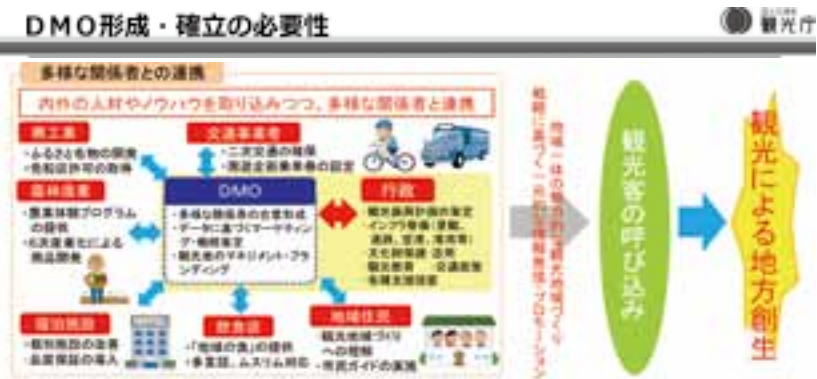 DMO形成・確立の必要性
観光庁
多様な関係者との連携
内外の人材やノウハウを取り込みつつ、多様な関係者と連携
商工業
・ふるさと名物の開発
・免税店許可の取得
交通事業者
・二次交通の確保
・周遊企画乗車券の設定
農林漁業
・農業体験プログラム
の提供
・6次産業化による
商品開発
DMO
・多様な関係者の合意形成
・データに基づくマーケティン
グ・戦略策定
・観光地のマネジメント・ブラ
ンディング
行政
・観光振興計画の策定
・インフラ整備(景観、
道路、空港、港湾等)
・文化財保護・活用
・観光教育 ・交通政策
・各種支援措置
宿泊施設
・個別施設の改善
・品質保証の導入
飲食店
・「地域の食」の提供
・多言語、ムスリム対応
地域住民
・観光地域づくり
への理解
・市民ガイドの実施
地域一体の魅力的な観光地域づくり
戦略に基づく一元的な情報発信・プロモーション
観光客の呼び込み
観光による地方創生